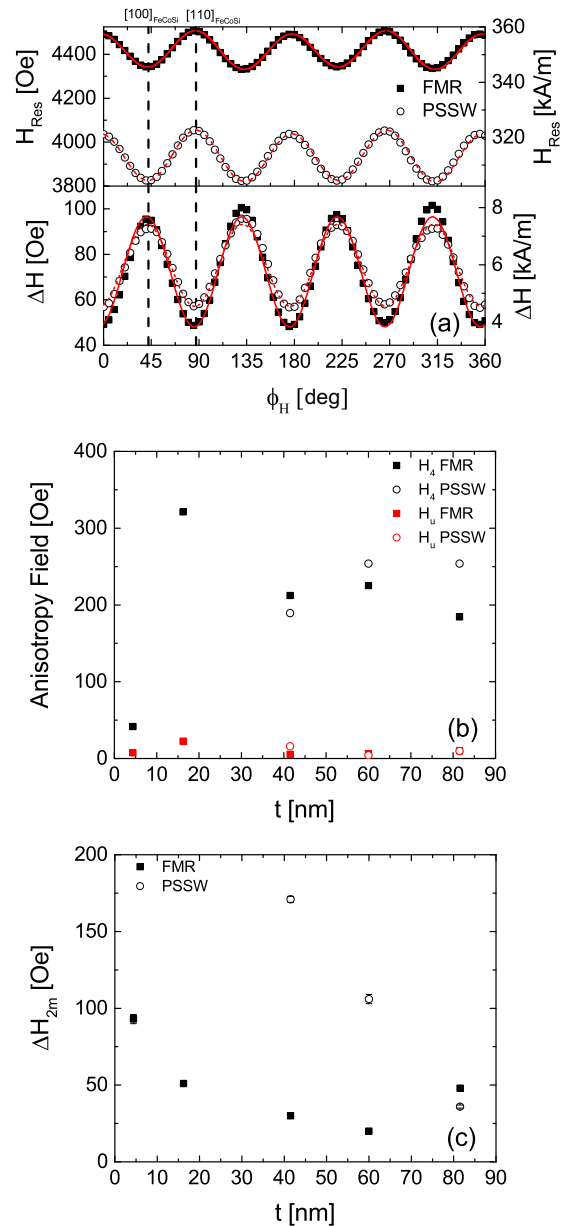 [100]FeCoSi [110]FeCoSi
4400
4200
4000
3800
HRes [Oe]
360
340
320
HRes [kA/m]
FMR
PSSW
100
80
60
40
ΔH [Oe]
8
6
4
ΔH [kA/m]
(a)
0 45 90 135 180 225 270 315 360
ϕH [deg]
400
300
200
100
0
Anisotropy Field [Oe]
H4 FMR
H4 PSSW
Hu FMR
Hu PSSW
(b)
0 10 20 30 40 50 60 70 80 90
t [nm]
200
150
100
50
0
ΔH2m [Oe]
FMR
PSSW
(c)
0 10 20 30 40 50 60 70 80 90
t [nm]